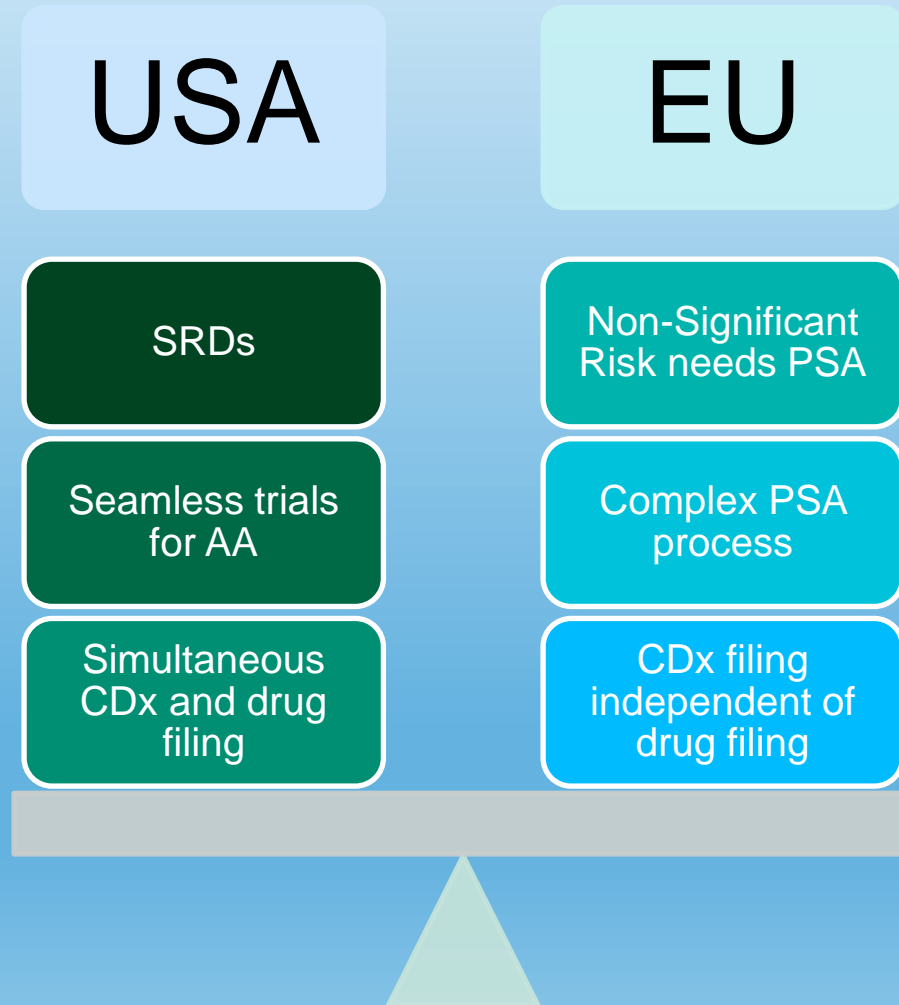 USA
EU
SRDs
Seamless trials
for AA
Simultaneous
CDx and drug
filing
Non-Significant
Risk needs PSA
Complex PSA
process
CDx filing
independent of
drug filing